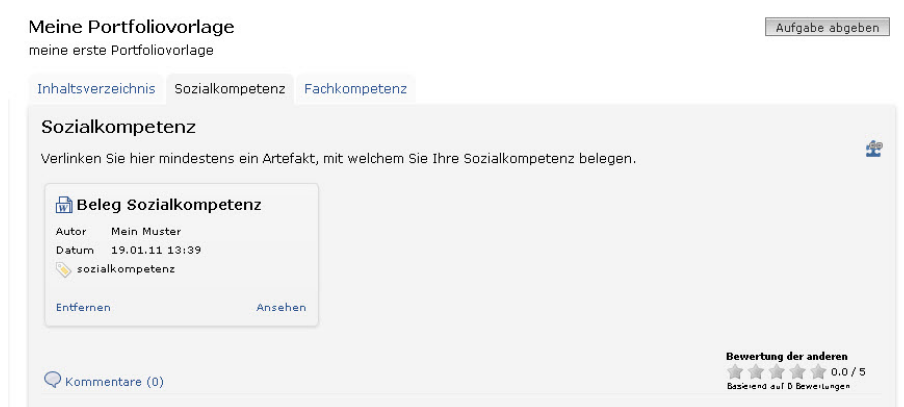 Meine Portfoliovorlage
Aufgabe abgeben
meine erste Portfoliovorlage
Inhaltsverzeichnis Sozialkompetenz Fachkompetenz
Sozialkompetenz
Verlinken Sie hier mindestens ein Artefakt, mit welchem Sie Ihre Sozialkompetenz belegen.
Beleg Sozialkompetenz
Autor Mein Muster
Datum 19.01.11 13:39
sozialkompetenz
Entfernen Ansehen
Bewertung der anderen
0.0 / 5
Kommentare (0)
Basierend auf 0 Bewertungen